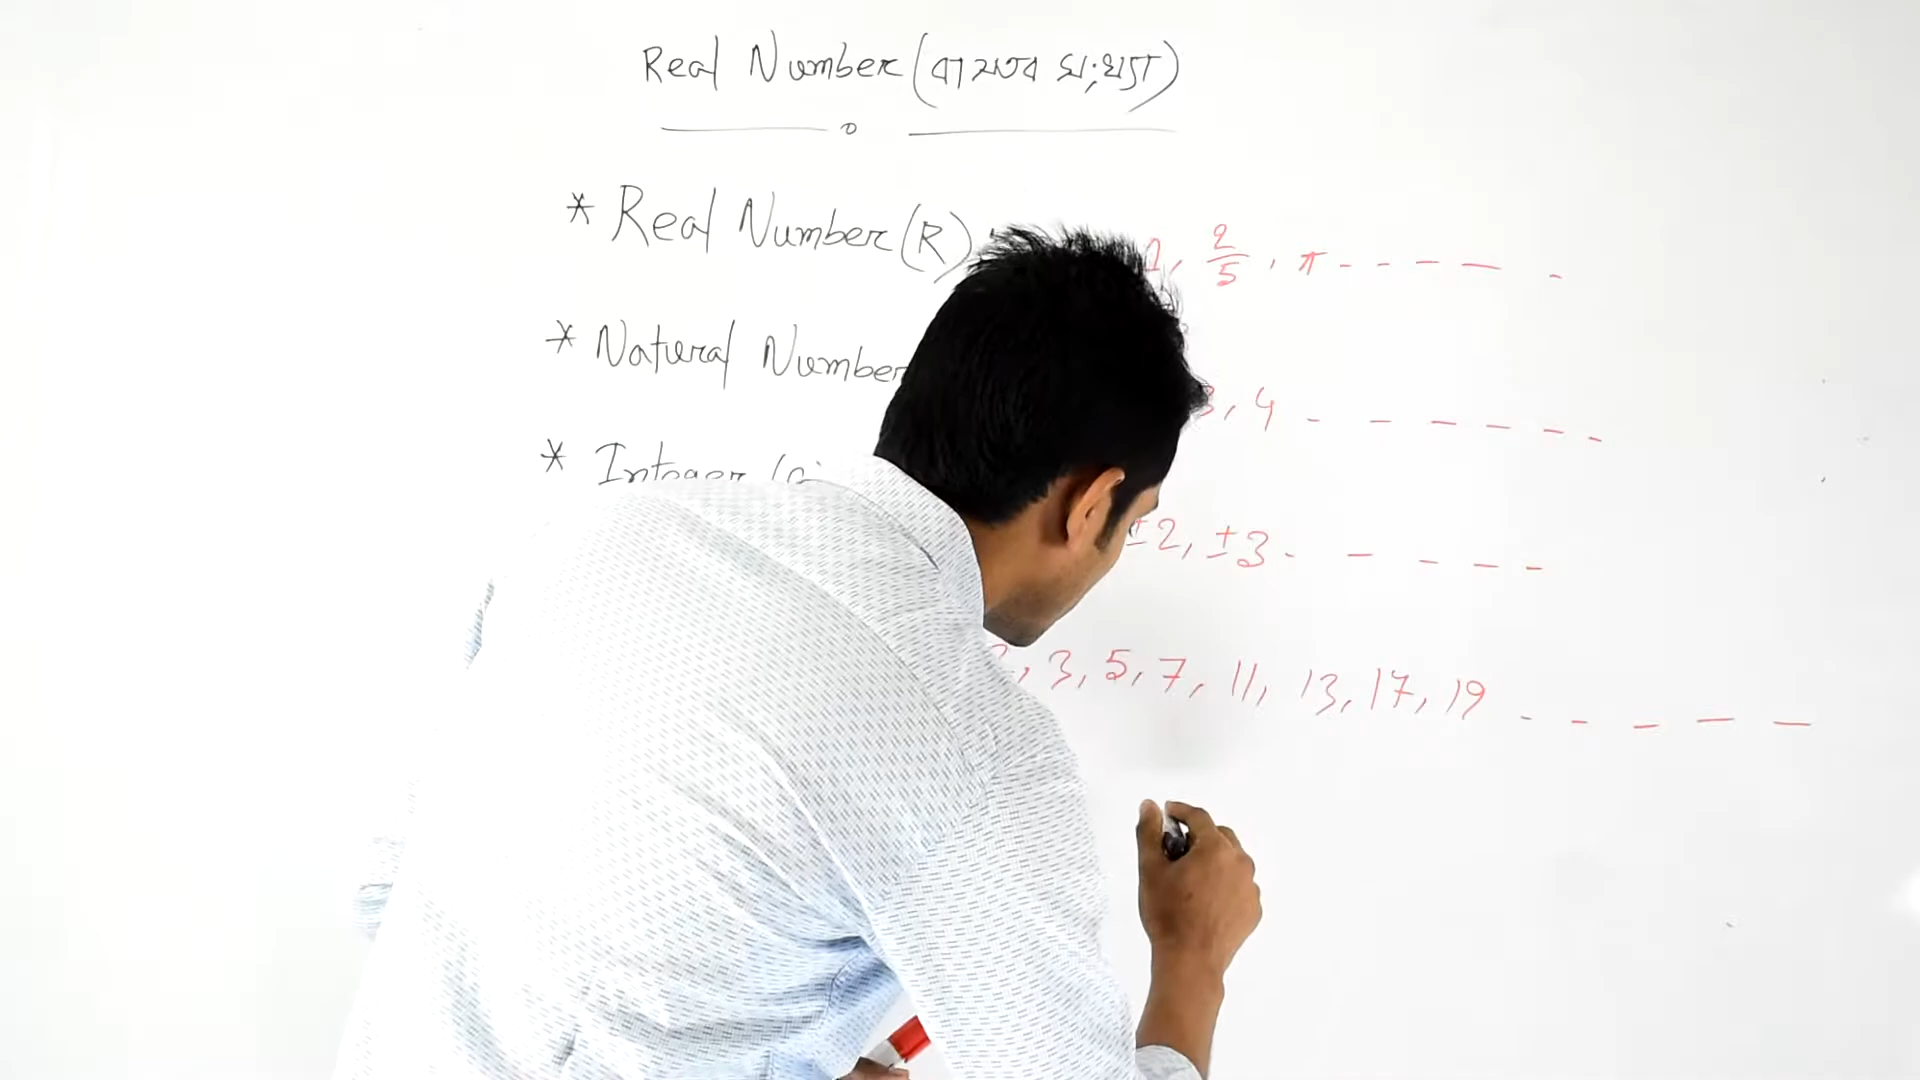 Real Number (বাস্তব সংখ্যা)
* Real Number (R)
1, 2/5, π - - - - -
* Natural Number
3, 4 - - - - - -
* Integer
±2, ±3 - - - - -
2, 3, 5, 7, 11, 13, 17, 19 - - - - -